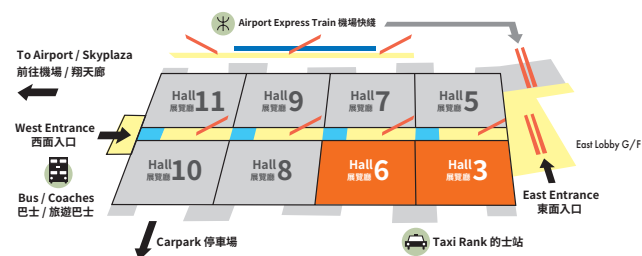 Airport Express Train 機場快綫
To Airport / Skyplaza
前往機場 / 翔天廊
Hall 展覽廳 11
Hall 展覽廳 9
Hall 展覽廳 7
Hall 展覽廳 5
West Entrance
西面入口
East Lobby G/F
Hall 展覽廳 10
Hall 展覽廳 8
Hall 展覽廳 6
Hall 展覽廳 3
Bus / Coaches
巴士 / 旅遊巴士
East Entrance
東面入口
Carpark 停車場
Taxi Rank 的士站